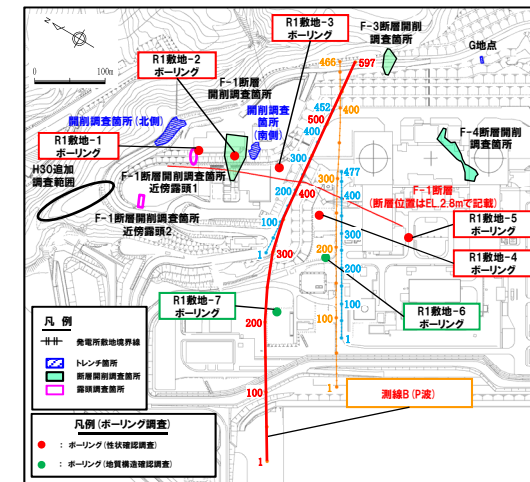 N
0 100m
R1敷地-3
ボーリング
F-3断層開削
調査箇所
G地点
R1敷地-2
ボーリング
F-1断層
開削調査箇所
466
597
開削調査箇所(北側)
開削調査
箇所
(南側)
R1敷地-1
ボーリング
500
452
400
400
H30追加
調査範囲
F-1断層開削調査箇所
近傍露頭1
300
300
F-4断層開削
調査箇所
477
400
F-1断層開削調査箇所
近傍露頭2
200
400
F-1断層
(断層位置はEL.2.8mで記載)
100
300
R1敷地-5
ボーリング
1
300
200
200
R1敷地-4
ボーリング
R1敷地-7
ボーリング
200
100
100
R1敷地-6
ボーリング
1
凡 例
発電所敷地境界線
トレンチ箇所
断層開削調査箇所
露頭調査箇所
100
1
測線B(P波)
凡例(ボーリング調査)
: ボーリング(性状確認調査)
: ボーリング(地質構造確認調査)
1